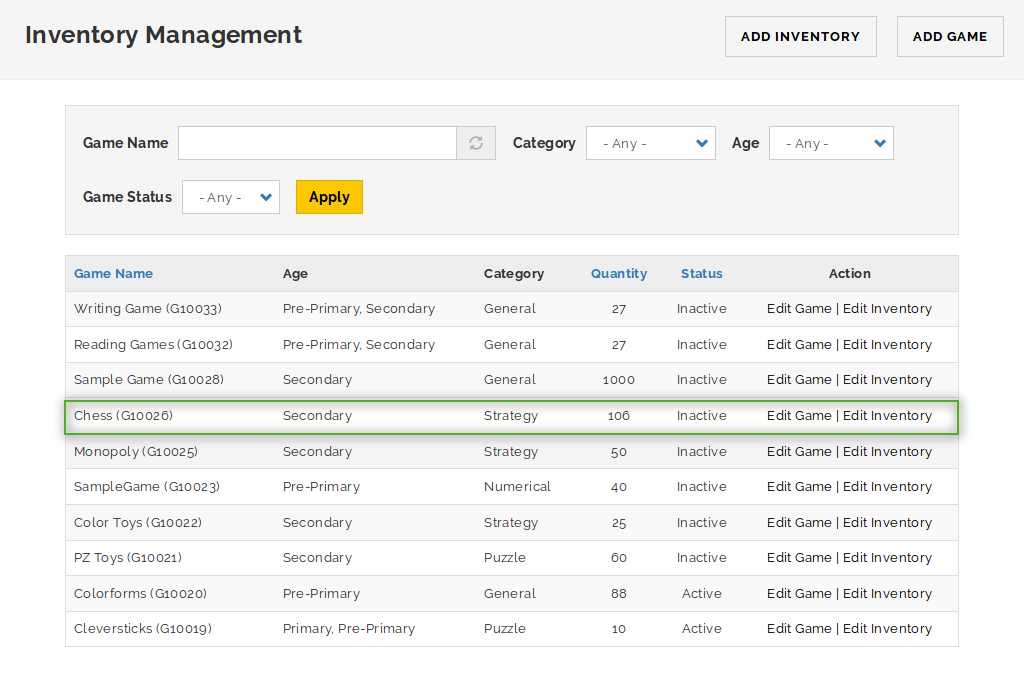 Inventory Management ADD INVENTORY ADD GAME
Game Name Category - Any - Age - Any -
Game Status - Any - Apply
Game Name Age Category Quantity Status Action
Writing Game (G10033) Pre-Primary, Secondary General 27 Inactive Edit Game | Edit Inventory
Reading Games (G10032) Pre-Primary, Secondary General 27 Inactive Edit Game | Edit Inventory
Sample Game (G10028) Secondary General 1000 Inactive Edit Game | Edit Inventory
Chess (G10026) Secondary Strategy 106 Inactive Edit Game | Edit Inventory
Monopoly (G10025) Secondary Strategy 50 Inactive Edit Game | Edit Inventory
SampleGame (G10023) Pre-Primary Numerical 40 Inactive Edit Game | Edit Inventory
Color Toys (G10022) Secondary Strategy 25 Inactive Edit Game | Edit Inventory
PZ Toys (G10021) Secondary Puzzle 60 Inactive Edit Game | Edit Inventory
Colorforms (G10020) Pre-Primary General 88 Active Edit Game | Edit Inventory
Cleversticks (G10019) Primary, Pre-Primary Puzzle 10 Active Edit Game | Edit Inventory